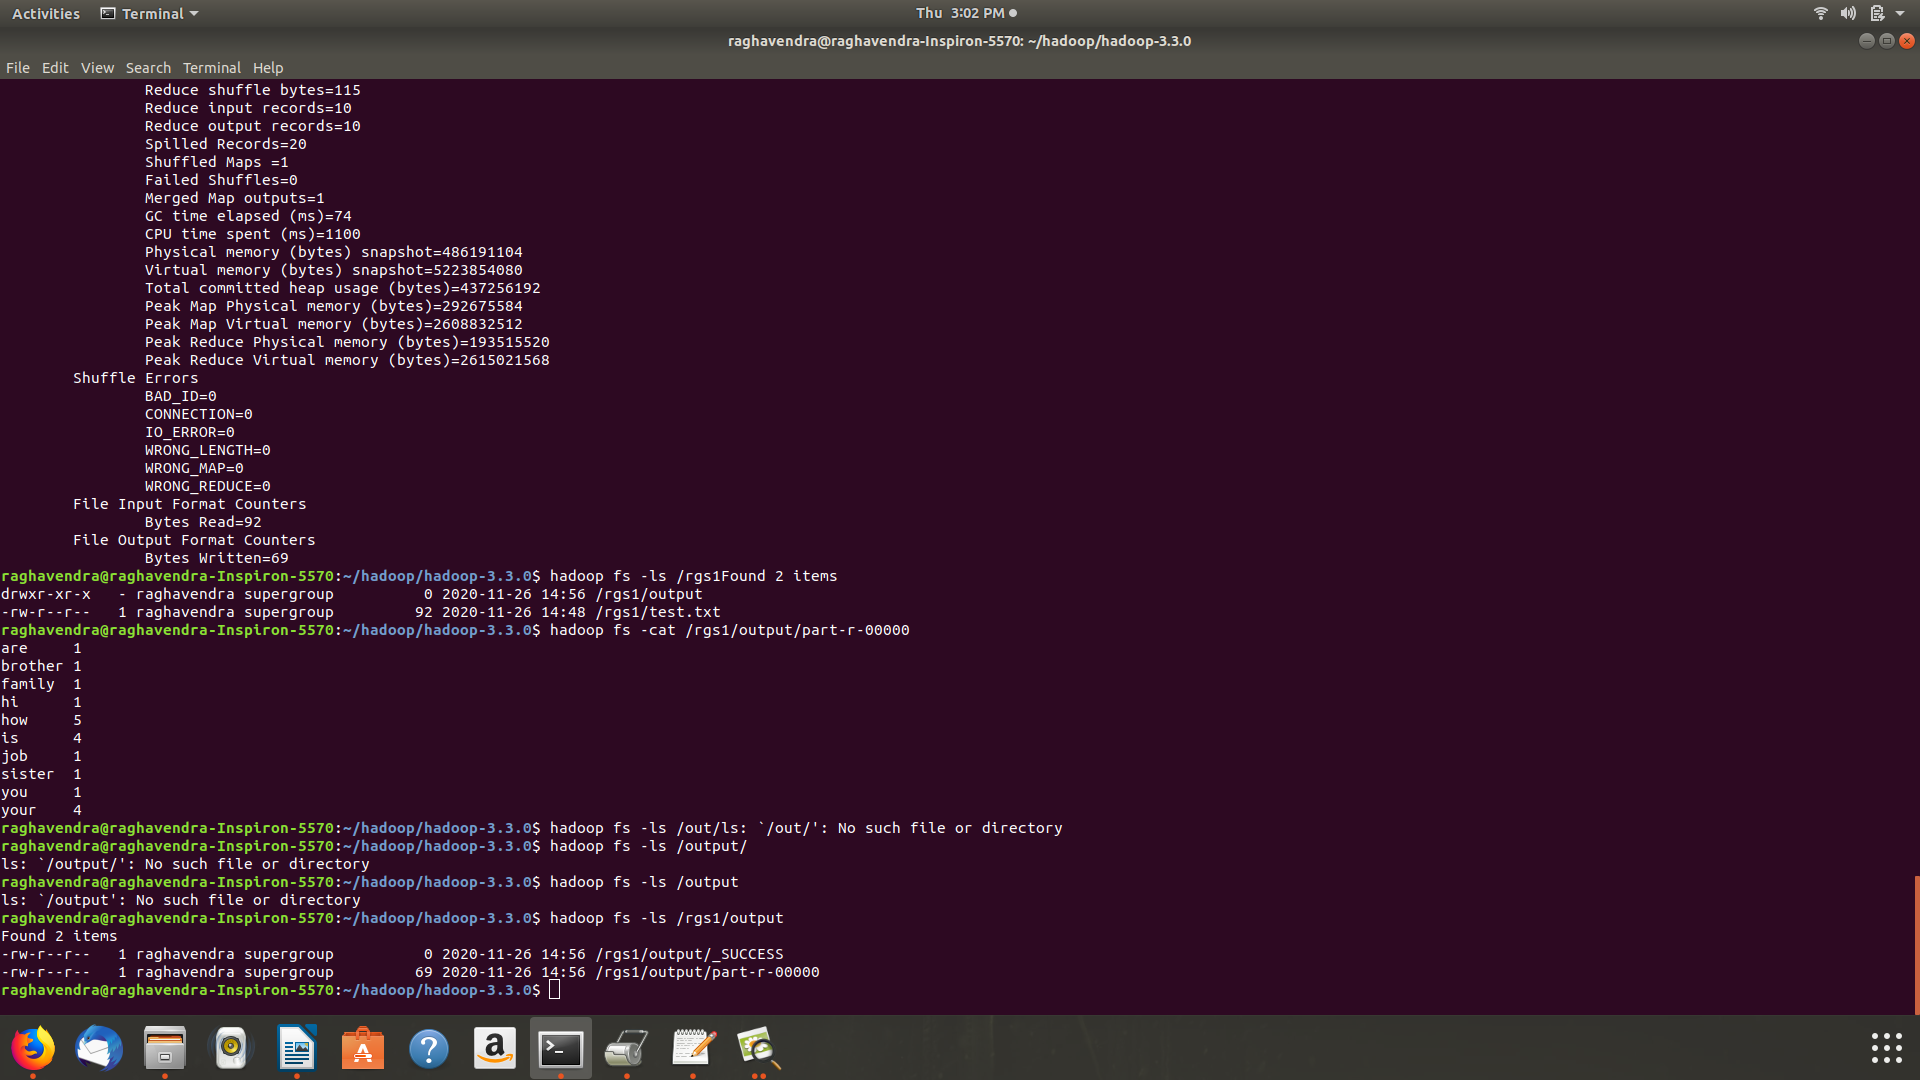 Activities Terminal Thu 3:02 PM
raghavendra@raghavendra-Inspiron-5570: ~/hadoop/hadoop-3.3.0
File Edit View Search Terminal Help
Reduce shuffle bytes=115
Reduce input records=10
Reduce output records=10
Spilled Records=20
Shuffled Maps =1
Failed Shuffles=0
Merged Map outputs=1
GC time elapsed (ms)=74
CPU time spent (ms)=1100
Physical memory (bytes) snapshot=486191104
Virtual memory (bytes) snapshot=5223854080
Total committed heap usage (bytes)=437256192
Peak Map Physical memory (bytes)=292675584
Peak Map Virtual memory (bytes)=2608832512
Peak Reduce Physical memory (bytes)=193515520
Peak Reduce Virtual memory (bytes)=2615021568
Shuffle Errors
BAD_ID=0
CONNECTION=0
IO_ERROR=0
WRONG_LENGTH=0
WRONG_MAP=0
WRONG_REDUCE=0
File Input Format Counters
Bytes Read=92
File Output Format Counters
Bytes Written=69
raghavendra@raghavendra-Inspiron-5570:~/hadoop/hadoop-3.3.0$ hadoop fs -ls /rgs1Found 2 items
drwxr-xr-x   - raghavendra supergroup          0 2020-11-26 14:56 /rgs1/output
-rw-r--r--   1 raghavendra supergroup         92 2020-11-26 14:48 /rgs1/test.txt
raghavendra@raghavendra-Inspiron-5570:~/hadoop/hadoop-3.3.0$ hadoop fs -cat /rgs1/output/part-r-00000
are     1
brother 1
family  1
hi      1
how     5
is      4
job     1
sister  1
you     1
your    4
raghavendra@raghavendra-Inspiron-5570:~/hadoop/hadoop-3.3.0$ hadoop fs -ls /out/ls: `/out/': No such file or directory
raghavendra@raghavendra-Inspiron-5570:~/hadoop/hadoop-3.3.0$ hadoop fs -ls /output/
ls: `/output/': No such file or directory
raghavendra@raghavendra-Inspiron-5570:~/hadoop/hadoop-3.3.0$ hadoop fs -ls /output
ls: `/output': No such file or directory
raghavendra@raghavendra-Inspiron-5570:~/hadoop/hadoop-3.3.0$ hadoop fs -ls /rgs1/output
Found 2 items
-rw-r--r--   1 raghavendra supergroup          0 2020-11-26 14:56 /rgs1/output/_SUCCESS
-rw-r--r--   1 raghavendra supergroup         69 2020-11-26 14:56 /rgs1/output/part-r-00000
raghavendra@raghavendra-Inspiron-5570:~/hadoop/hadoop-3.3.0$